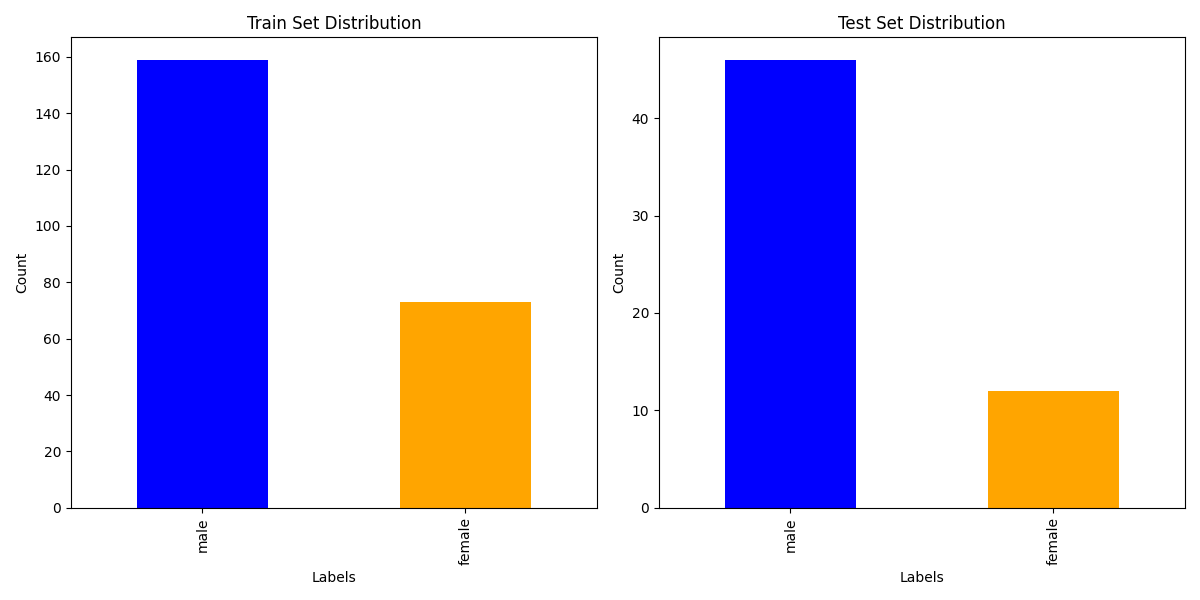 Train Set Distribution
160
140
120
100
80
60
40
20
0
Count
male
female
Labels
Test Set Distribution
40
30
20
10
0
Count
male
female
Labels